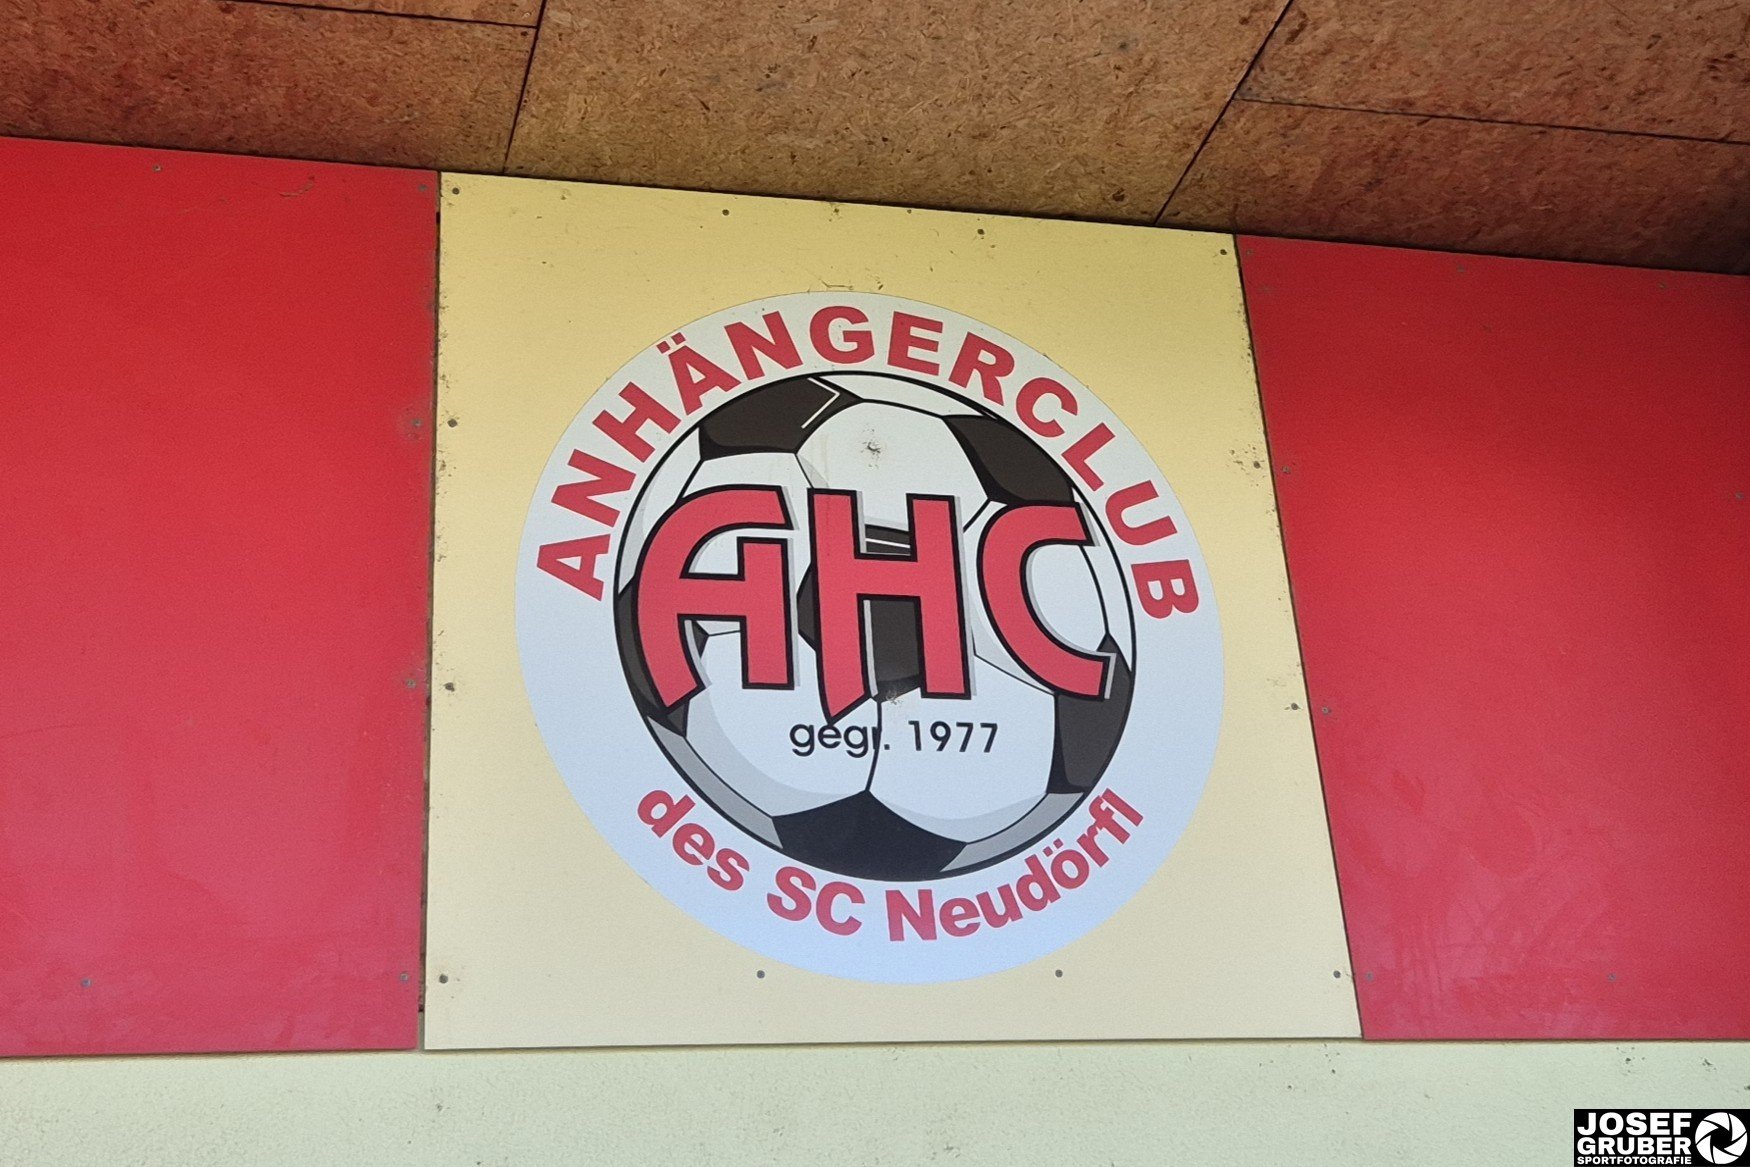 ANHÄNGERCLUB
AHC
gegr. 1977
des SC Neudörfl
JOSEF
GRUBER
SPORTFOTOGRAFIE